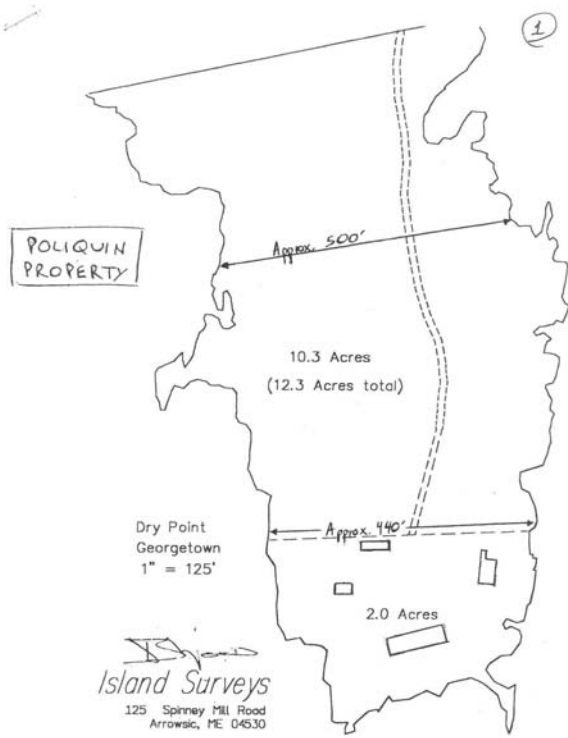 1
Approx. 500'
POLIQUIN
PROPERTY
10.3 Acres
(12.3 Acres total)
Approx. 440'
Dry Point
Georgetown
1" = 125'
2.0 Acres
Island Surveys
125 Spinney Mill Road
Arrowsic, ME 04530